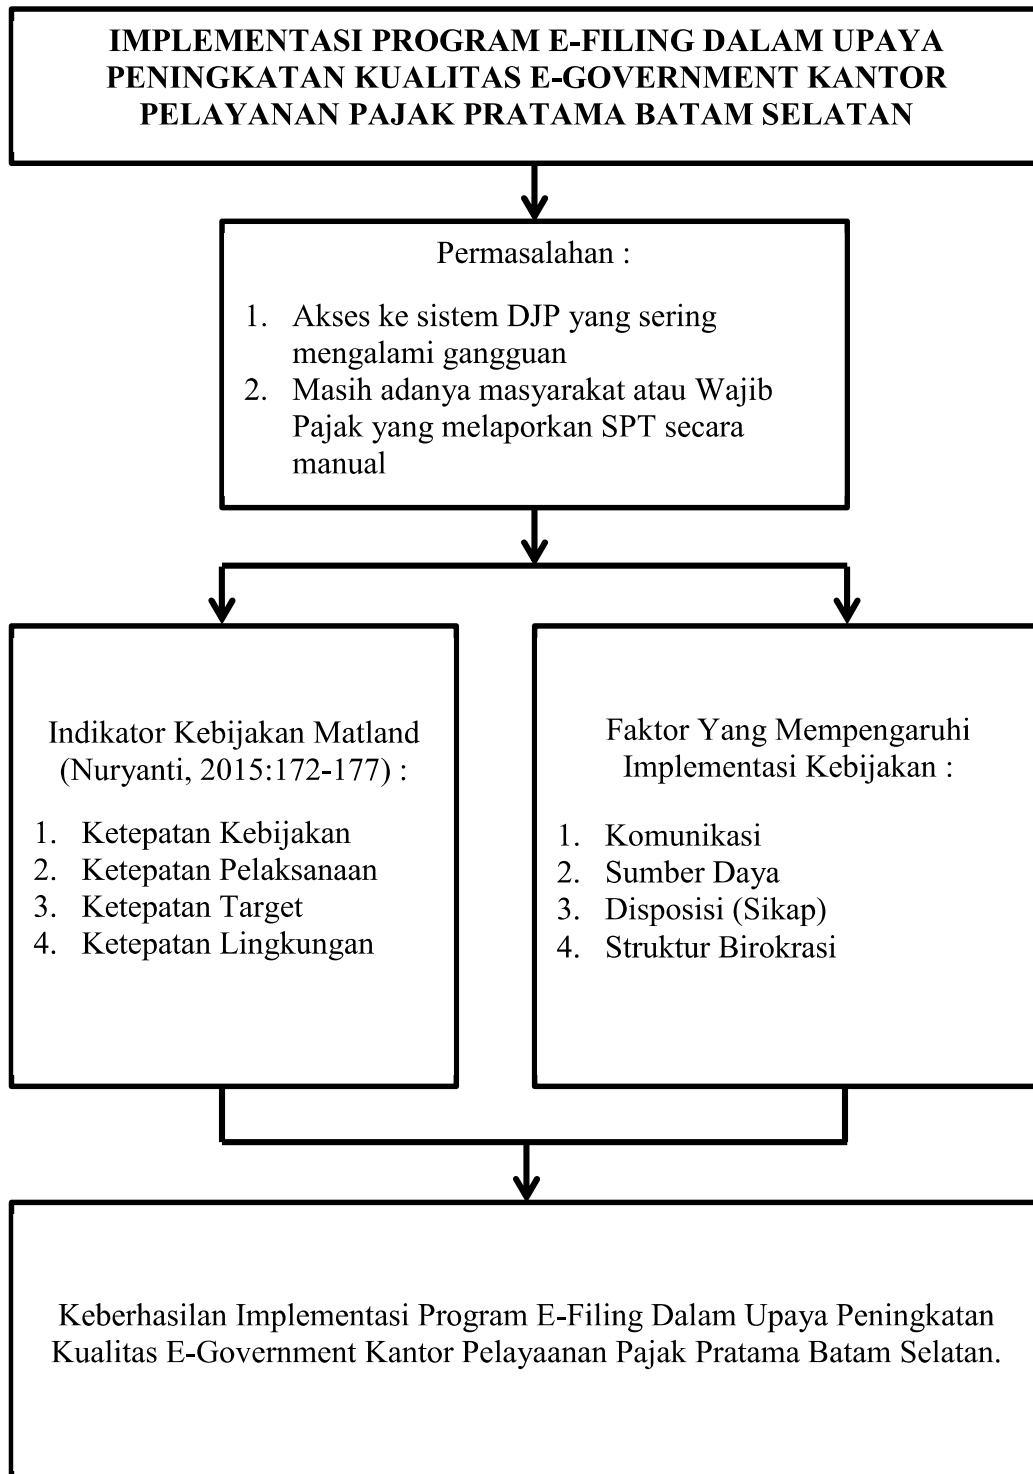 IMPLEMENTASI PROGRAM E-FILING DALAM UPAYA
PENINGKATAN KUALITAS E-GOVERNMENT KANTOR
PELAYANAN PAJAK PRATAMA BATAM SELATAN
Permasalahan :
1. Akses ke sistem DJP yang sering
mengalami gangguan
2. Masih adanya masyarakat atau Wajib
Pajak yang melaporkan SPT secara
manual
Indikator Kebijakan Matland
(Nuryanti, 2015:172-177) :
1. Ketepatan Kebijakan
2. Ketepatan Pelaksanaan
3. Ketepatan Target
4. Ketepatan Lingkungan
Faktor Yang Mempengaruhi
Implementasi Kebijakan :
1. Komunikasi
2. Sumber Daya
3. Disposisi (Sikap)
4. Struktur Birokrasi
Keberhasilan Implementasi Program E-Filing Dalam Upaya Peningkatan
Kualitas E-Government Kantor Pelayaanan Pajak Pratama Batam Selatan.